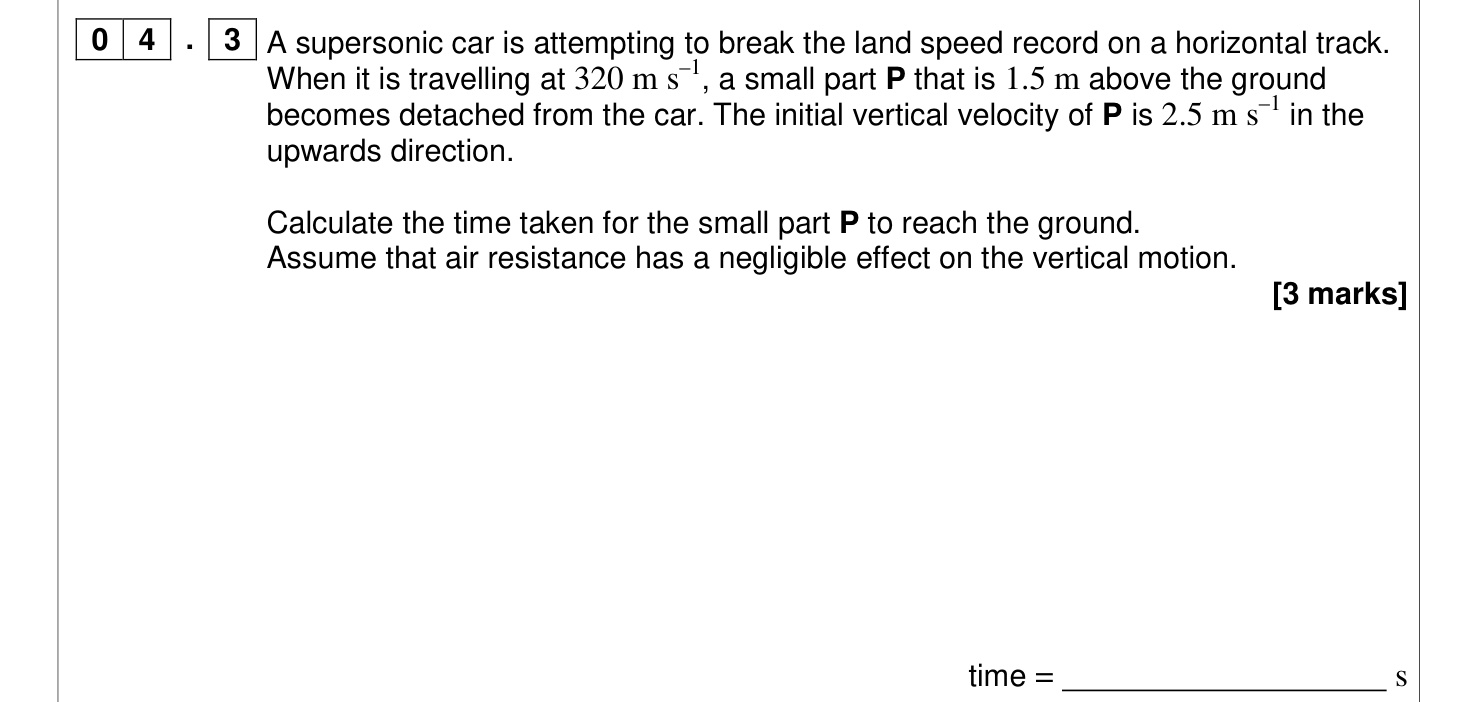 0 4 . 3 A supersonic car is attempting to break the land speed record on a horizontal track.
When it is travelling at 320 m s⁻¹, a small part P that is 1.5 m above the ground
becomes detached from the car. The initial vertical velocity of P is 2.5 m s⁻¹ in the
upwards direction.
Calculate the time taken for the small part P to reach the ground.
Assume that air resistance has a negligible effect on the vertical motion.
[3 marks]
time = ____________________ s